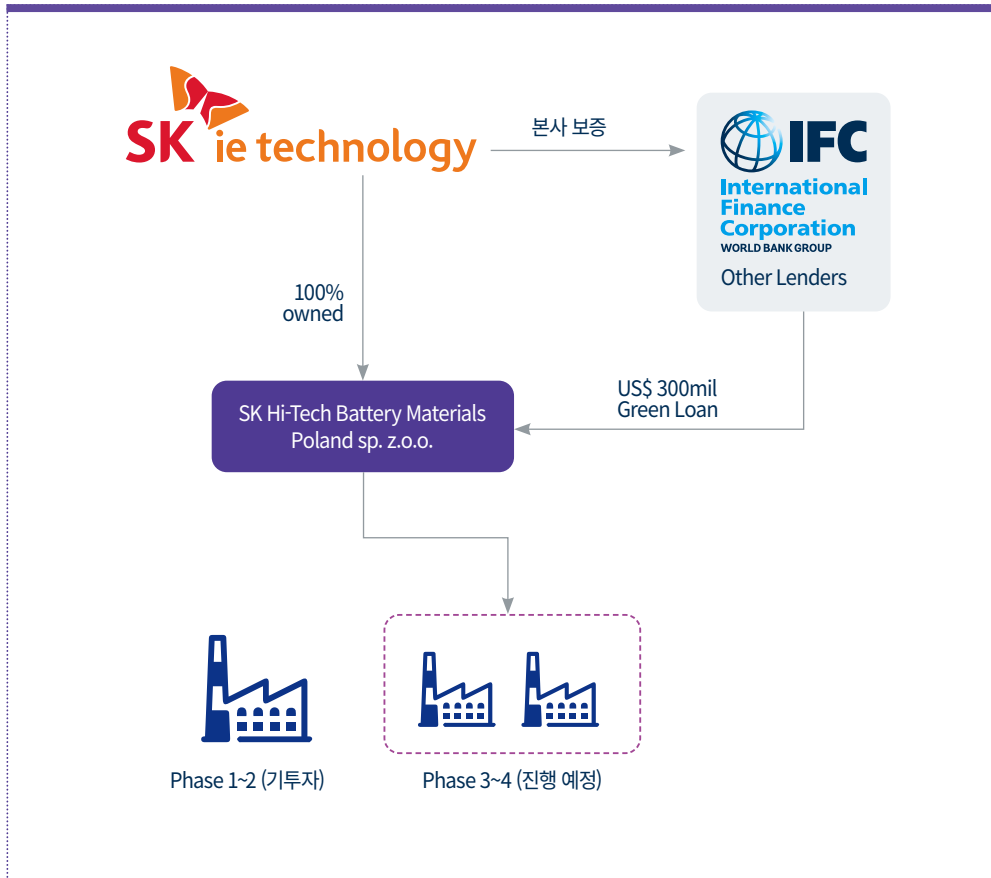 SK ie technology
본사 보증
IFC
International
Finance
Corporation
WORLD BANK GROUP
Other Lenders
100%
owned
US$ 300mil
Green Loan
SK Hi-Tech Battery Materials
Poland sp. z.o.o.
Phase 1~2 (기투자)
Phase 3~4 (진행 예정)